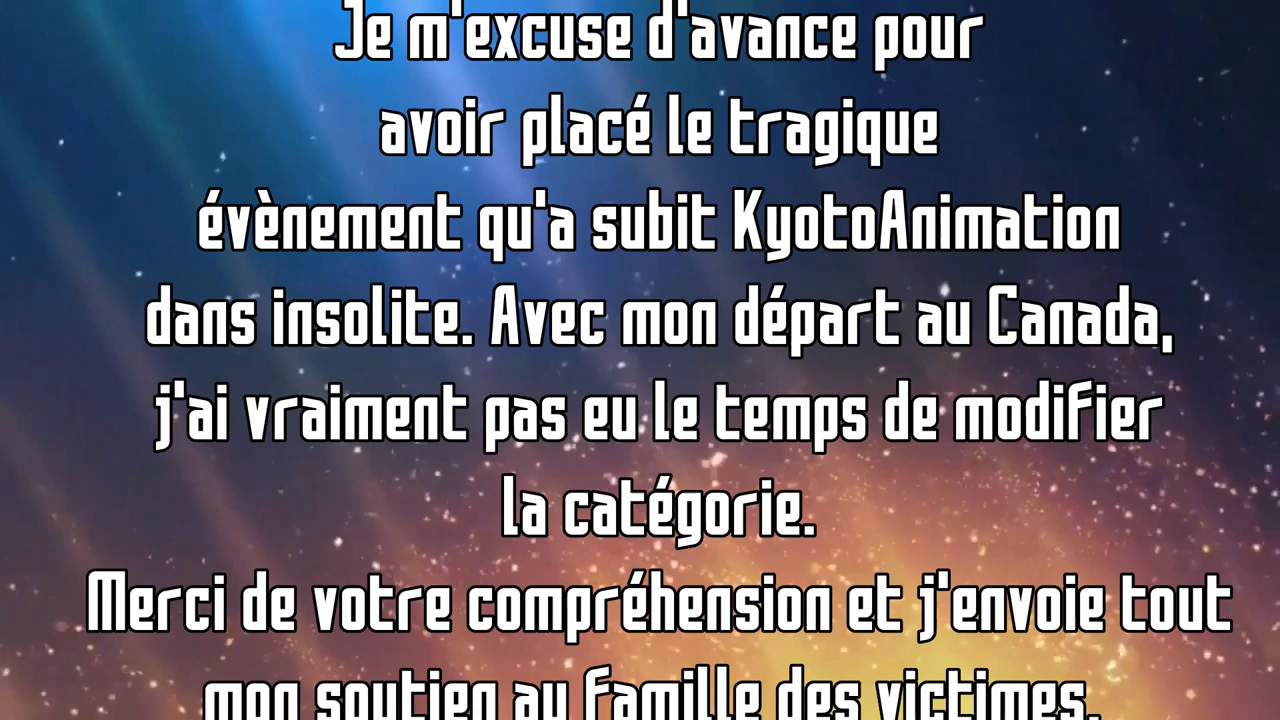 Je m'excuse d'avance pour
avoir placé le tragique
évènement qu'a subit KyotoAnimation
dans insolite. Avec mon départ au Canada,
j'ai vraiment pas eu le temps de modifier
la catégorie.
Merci de votre compréhension et j'envoie tout
mon soutien au famille des victimes.